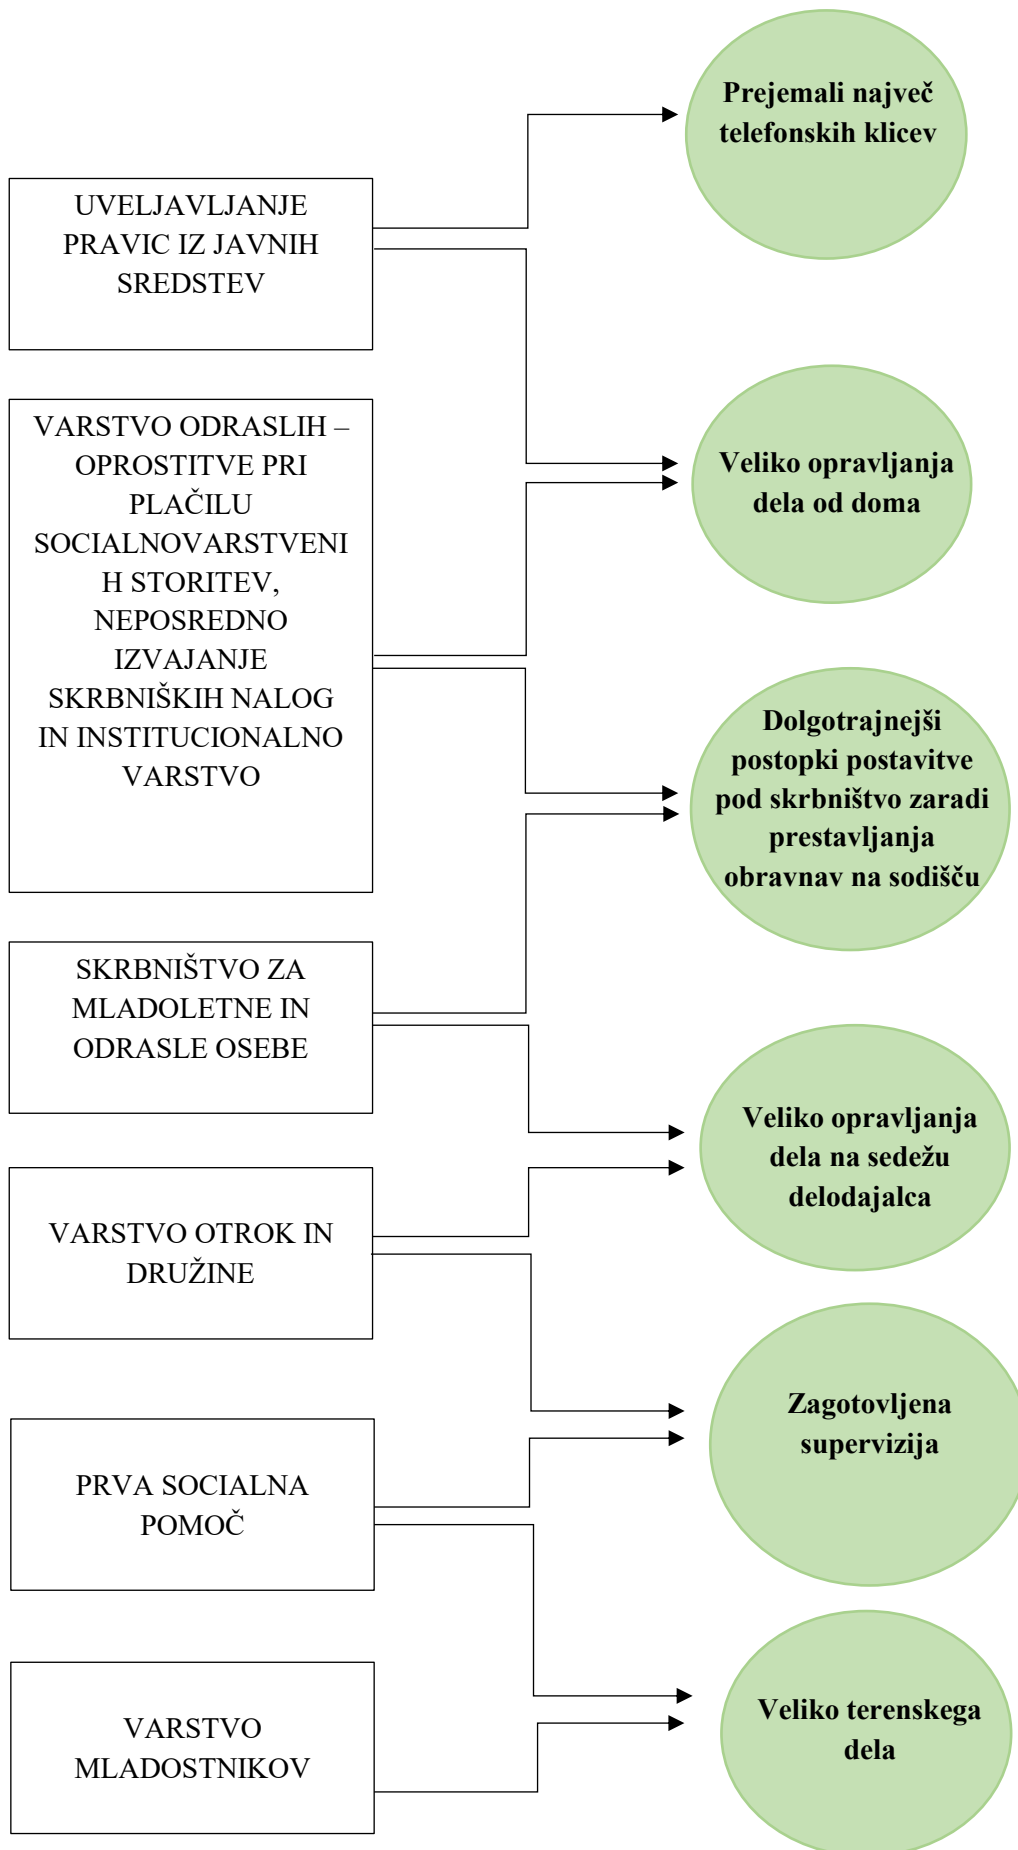 Prejemali največ
telefonskih klicev
UVELJAVLJANJE
PRAVIC IZ JAVNIH
SREDSTEV
VARSTVO ODRASLIH –
OPROSTITVE PRI
PLAČILU
SOCIALNOVARSTVENI
H STORITEV,
NEPOSREDNO
IZVAJANJE
SKRBNIŠKIH NALOG
IN INSTITUCIONALNO
VARSTVO
Veliko opravljanja
dela od doma
Dolgotrajnejši
postopki postavitve
pod skrbništvo zaradi
prestavljanja
obravnav na sodišču
SKRBNIŠTVO ZA
MLADOLETNE IN
ODRASLE OSEBE
Veliko opravljanja
dela na sedežu
delodajalca
VARSTVO OTROK IN
DRUŽINE
Zagotovljena
supervizija
PRVA SOCIALNA
POMOČ
Veliko terenskega
dela
VARSTVO
MLADOSTNIKOV